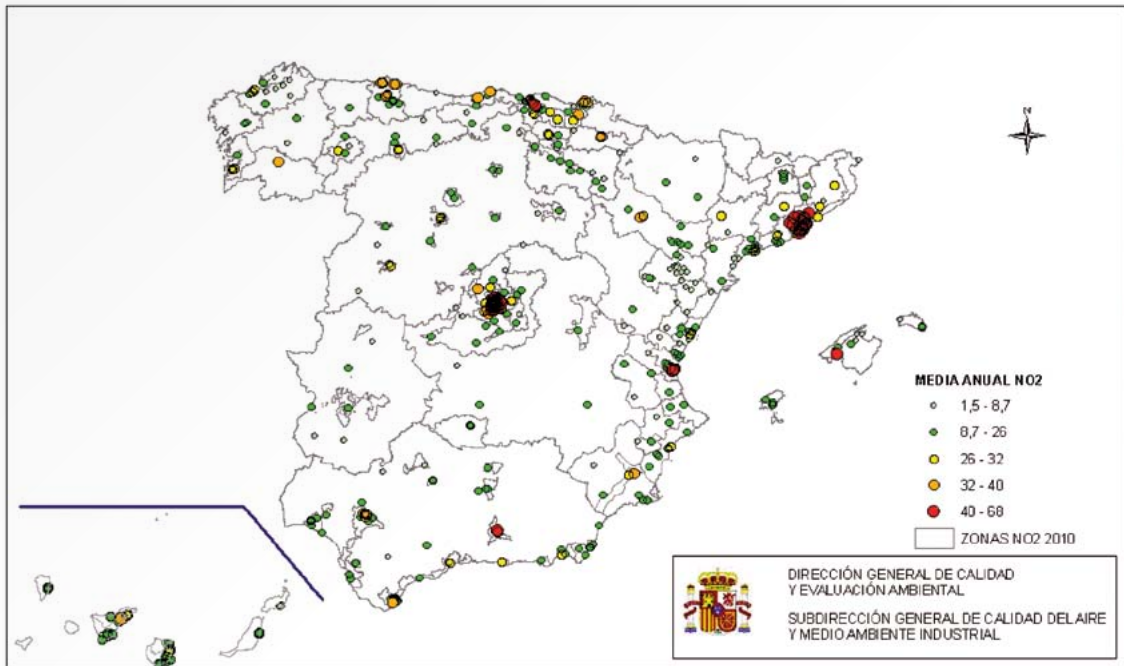 N
MEDIA ANUAL NO2
1,5 - 8,7
8,7 - 26
26 - 32
32 - 40
40 - 68
ZONAS NO2 2010
DIRECCIÓN GENERAL DE CALIDAD
Y EVALUACIÓN AMBIENTAL
SUBDIRECCIÓN GENERAL DE CALIDAD DEL AIRE
Y MEDIO AMBIENTE INDUSTRIAL